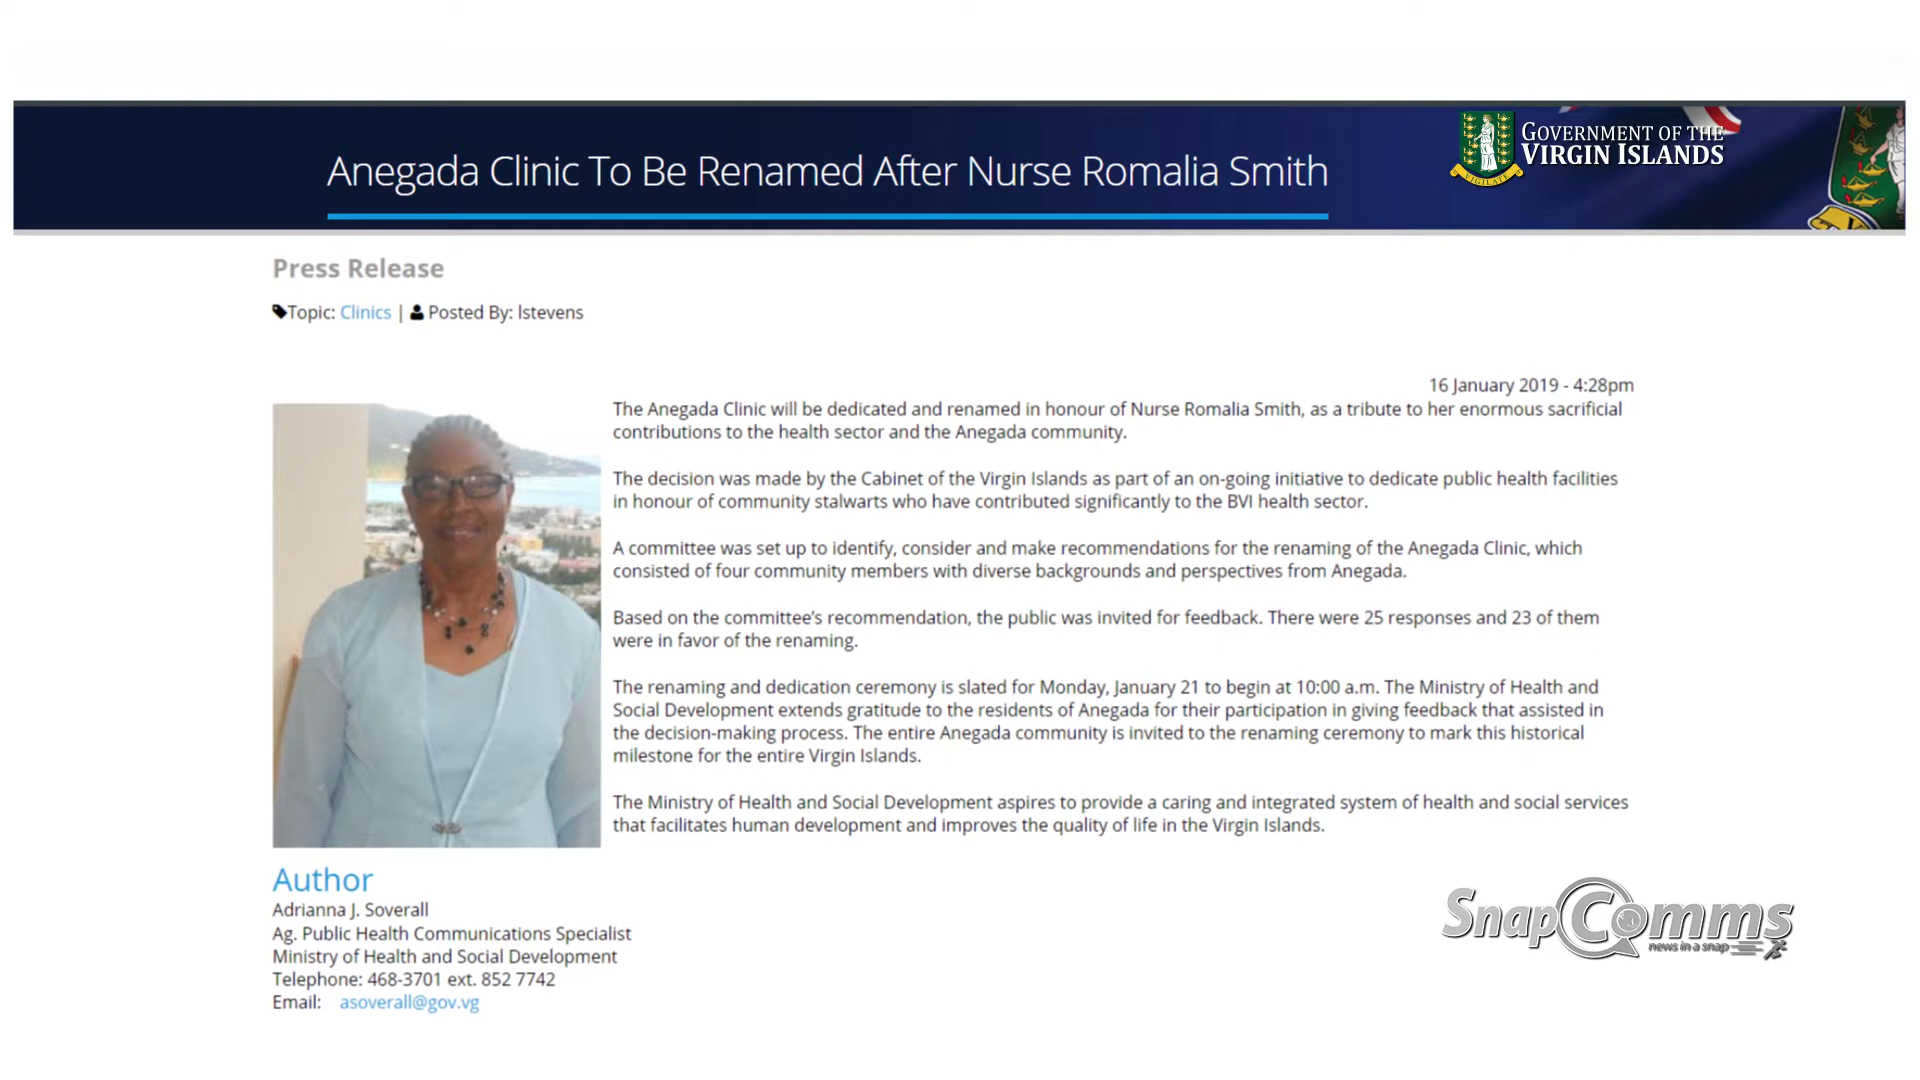 Anegada Clinic To Be Renamed After Nurse Romalia Smith
GOVERNMENT OF THE
VIRGIN ISLANDS
VIGILATE
Press Release
Topic: Clinics | Posted By: lstevens
16 January 2019 - 4:28pm
The Anegada Clinic will be dedicated and renamed in honour of Nurse Romalia Smith, as a tribute to her enormous sacrificial
contributions to the health sector and the Anegada community.
The decision was made by the Cabinet of the Virgin Islands as part of an on-going initiative to dedicate public health facilities
in honour of community stalwarts who have contributed significantly to the BVI health sector.
A committee was set up to identify, consider and make recommendations for the renaming of the Anegada Clinic, which
consisted of four community members with diverse backgrounds and perspectives from Anegada.
Based on the committee's recommendation, the public was invited for feedback. There were 25 responses and 23 of them
were in favor of the renaming.
The renaming and dedication ceremony is slated for Monday, January 21 to begin at 10:00 a.m. The Ministry of Health and
Social Development extends gratitude to the residents of Anegada for their participation in giving feedback that assisted in
the decision-making process. The entire Anegada community is invited to the renaming ceremony to mark this historical
milestone for the entire Virgin Islands.
The Ministry of Health and Social Development aspires to provide a caring and integrated system of health and social services
that facilitates human development and improves the quality of life in the Virgin Islands.
Author
Adrianna J. Soverall
Ag. Public Health Communications Specialist
Ministry of Health and Social Development
Telephone: 468-3701 ext. 852 7742
Email: asoverall@gov.vg
SnapComms
news in a snap